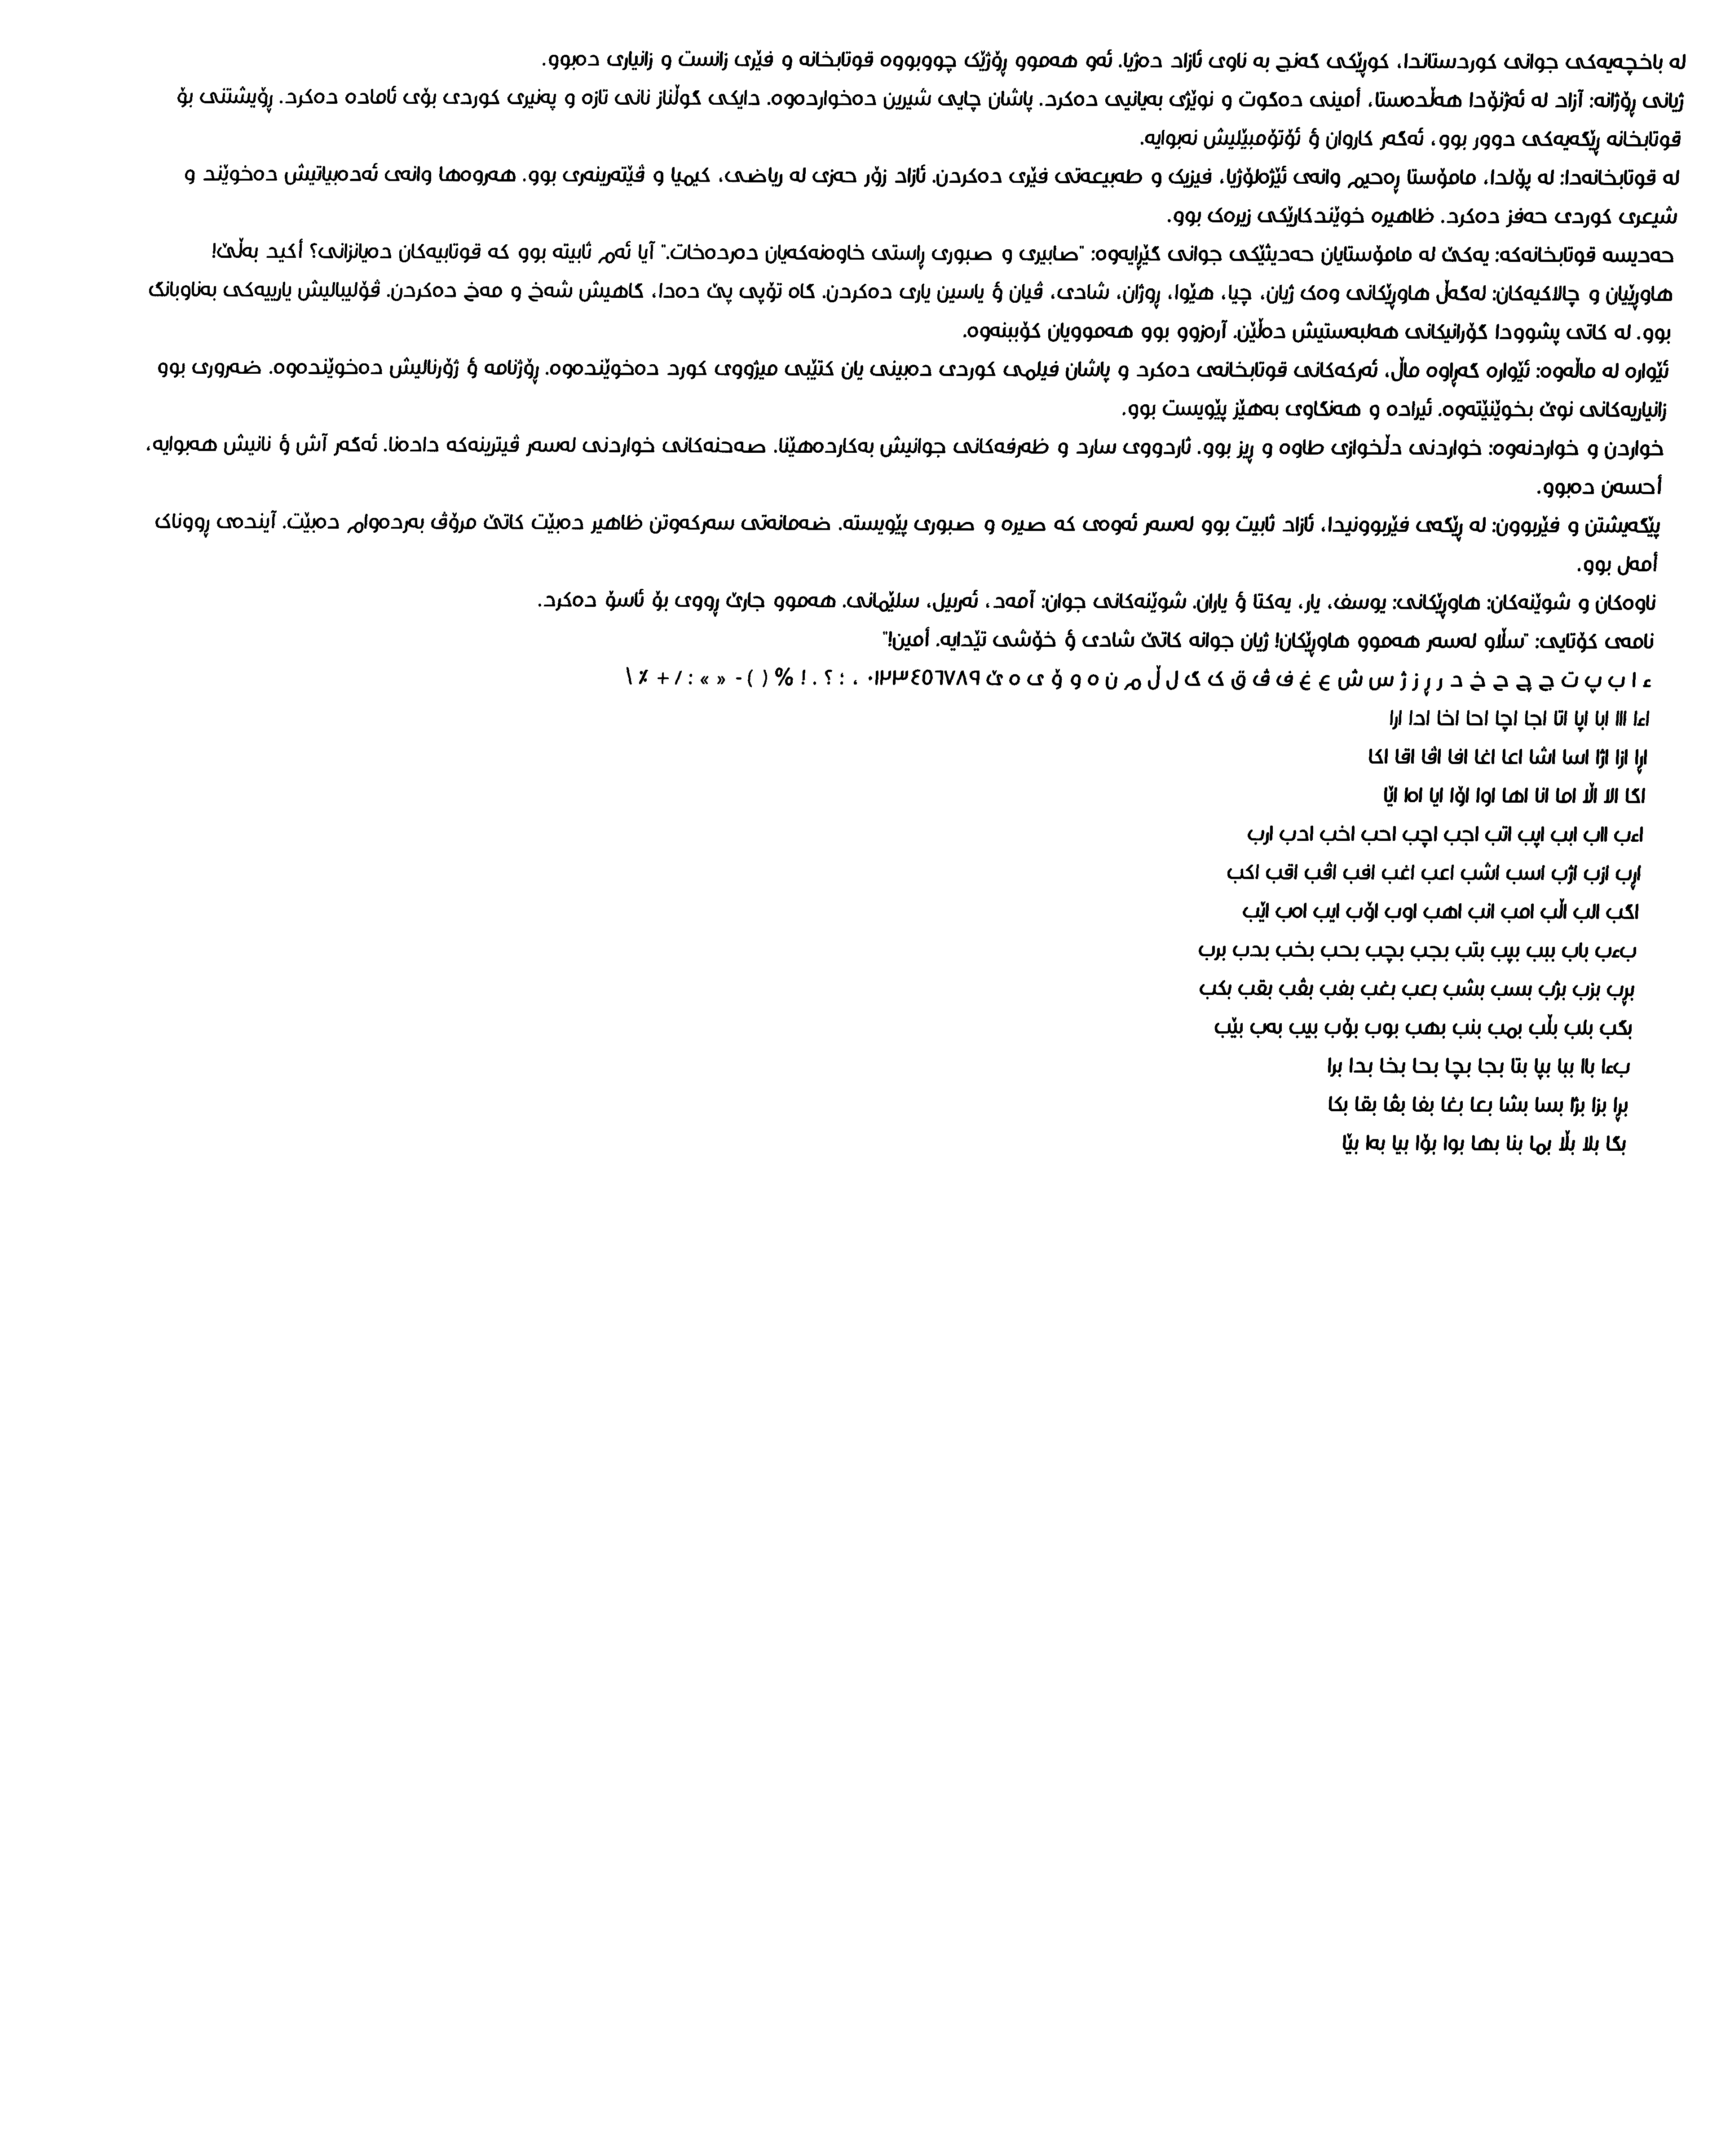 لە باخچەیەکی جوانی کوردستاندا، کوڕێکی گەنج بە ناوی ئازاد دەژیا. ئەو هەموو ڕۆژێک چووبووە قوتابخانە و فێری زانست و زانیاری دەبوو.
ژیانی ڕۆژانە: آزاد لە ئەژنۆدا هەڵدەستا، أمینی دەگوت و نوێژی بەیانیی دەکرد. پاشان چایی شیرین دەخواردەوە. دایکی گوڵناز نانی تازە و پەنیری کوردی بۆی ئامادە دەکرد. ڕۆیشتنی بۆ
قوتابخانە ڕێگەیەکی دوور بوو، ئەگەر کاروان ؤ ئۆتۆمبێلیش نەبوایە.
لە قوتابخانەدا: لە پۆلدا، مامۆستا ڕەحیم وانەی ئێژەلۆژیا، فیزیک و طەبیعەتی فێری دەکردن. ئازاد زۆر حەزی لە ریاضی، کیمیا و ڤێتەرینەری بوو. هەروەها وانەی ئەدەبیاتیش دەخوێند و
شیعری کوردی حەفز دەکرد. ظاهیرە خوێندکارێکی زیرەک بوو.
حەدیسە قوتابخانەکە: یەکێ لە مامۆستایان حەدیثێکی جوانی گێڕایەوە: "صابیری و صبوری ڕاستی خاوەنەکەیان دەردەخات." آیا ئەم ثابیتە بوو کە قوتابیەکان دەیانزانی؟ أکید بەڵێ!
هاوڕێیان و چالاکیەکان: لەگەڵ هاوڕێکانی وەک ژیان، چیا، هێوا، ڕوژان، شادی، ڤیان ؤ یاسین یاری دەکردن. گاە تۆپی پێ دەدا، گاهیش شەخ و مەخ دەکردن. ڤۆلیبالیش یارییەکی بەناوبانگ
بوو. لە کاتی پشوودا گۆرانیکانی هەلبەستیش دەڵێن. آرەزوو بوو هەموویان کۆببنەوە.
ئێوارە لە ماڵەوە: ئێوارە گەڕاوە ماڵ، ئەرکەکانی قوتابخانەی دەکرد و پاشان فیلمی کوردی دەبینی یان کتێبی میژووی کورد دەخوێندەوە. ڕۆژنامە ؤ ژۆرنالیش دەخوێندەوە. ضەروری بوو
زانیاریەکانی نوێ بخوێنێتەوە. ئیرادە و هەنگاوی بەهێز پێویست بوو.
خواردن و خواردنەوە: خواردنی دڵخوازی طاوە و ڕیز بوو. ثاردووی سارد و ظەرفەکانی جوانیش بەکاردەهێنا. صەحنەکانی خواردنی لەسەر ڤیترینەکە دادەنا. ئەگەر آش ؤ نانیش هەبوایە،
أحسەن دەبوو.
پێگەیشتن و فێربوون: لە ڕێگەی فێربوونیدا، ئازاد ثابیت بوو لەسەر ئەوەی کە صیرە و صبوری پێویستە. ضەمانەتی سەرکەوتن ظاهیر دەبێت کاتێ مرۆڤ بەردەوام دەبێت. آیندەی ڕووناک
أمەل بوو.
ناوەکان و شوێنەکان: هاوڕێکانی: یوسف، یار، یەکتا ؤ یاران. شوێنەکانی جوان: آمەد، ئەربیل، سلێمانی. هەموو جارێ ڕووی بۆ ئاسۆ دەکرد.
نامەی کۆتایی: "سڵاو لەسەر هەموو هاوڕێکان! ژیان جوانە کاتێ شادی ؤ خۆشی تێدایە. أمین!"
ء ا ب پ ت ج چ ح خ د ر ڕ ز ژ س ش ع غ ف ڤ ق ک گ ل ڵ م ن ە و ۆ ی ە ێ ٠١٢٣٤٥٦٧٨٩ ، ؛ ؟ . ! % ( ) - « » : / + ٪ \
اءا ااا ابا اپا اتا اجا اچا احا اخا ادا ارا
اڕا ازا اژا اسا اشا اعا اغا افا اڤا اقا اکا
اگا الا اڵا اما انا اها اوا اۆا ایا اەا اێا
اءب ااب ابب اپب اتب اجب اچب احب اخب ادب ارب
اڕب ازب اژب اسب اشب اعب اغب افب اڤب اقب اکب
اگب الب اڵب امب انب اهب اوب اۆب ایب اەب اێب
بءب باب ببب بپب بتب بجب بچب بحب بخب بدب برب
بڕب بزب بژب بسب بشب بعب بغب بفب بڤب بقب بکب
بگب بلب بڵب بمب بنب بهب بوب بۆب بیب بەب بێب
بءا باا ببا بپا بتا بجا بچا بحا بخا بدا برا
بڕا بزا بژا بسا بشا بعا بغا بفا بڤا بقا بکا
بگا بلا بڵا بما بنا بها بوا بۆا بیا بەا بێا